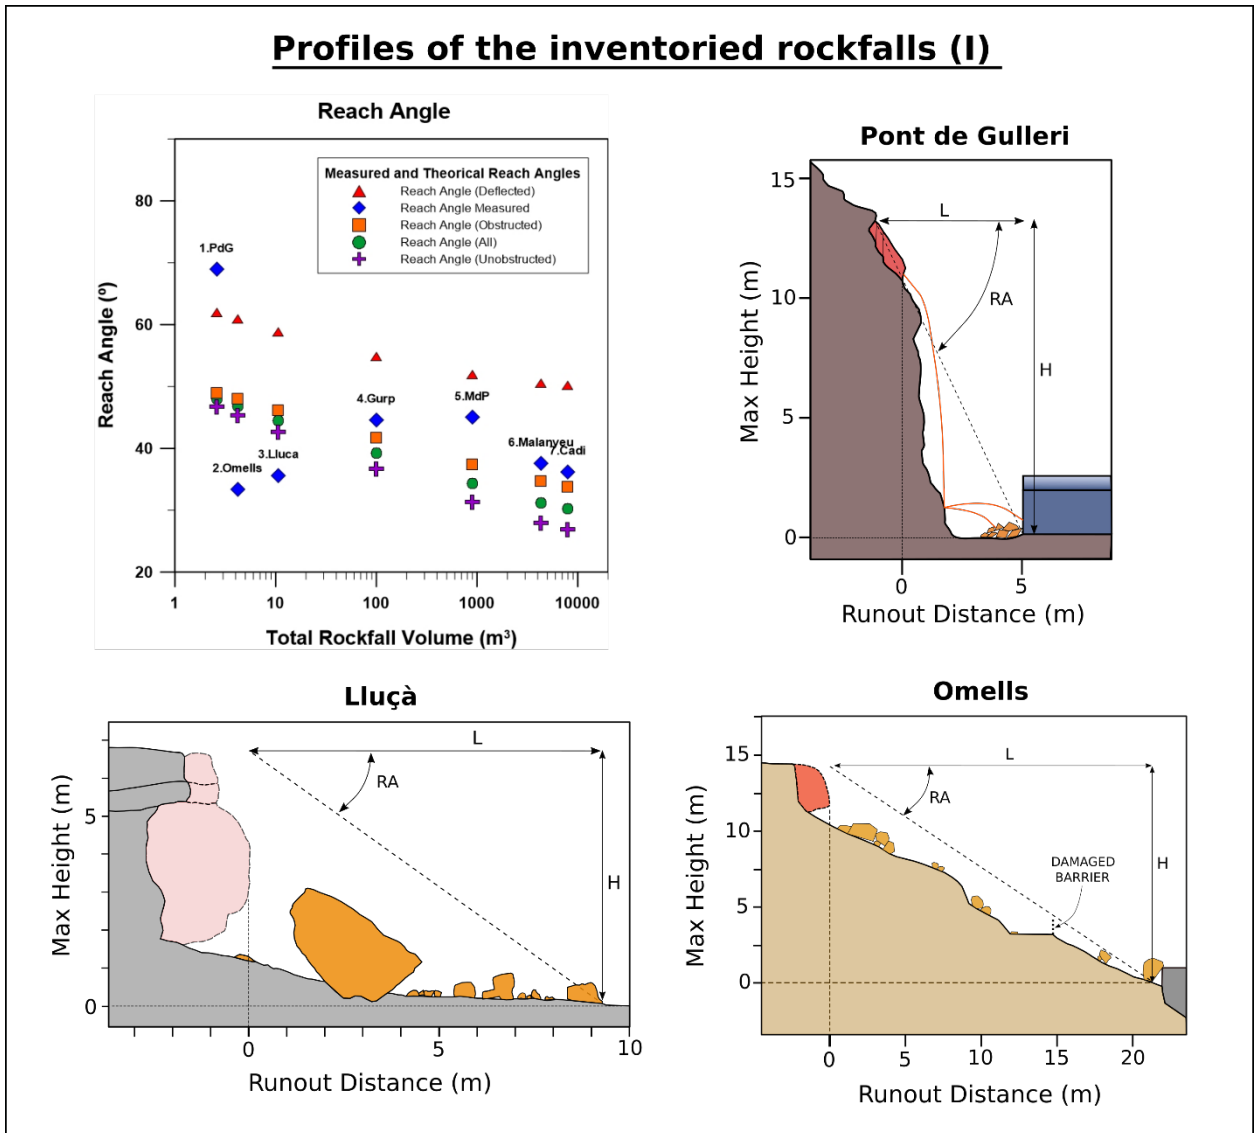 Profiles of the inventoried rockfalls (I)
Reach Angle
Measured and Theorical Reach Angles
Reach Angle (Deflected)
Reach Angle Measured
Reach Angle (Obstructed)
Reach Angle (All)
Reach Angle (Unobstructed)
80
60
40
20
Reach Angle (º)
1.PdG
2.Omells
3.Lluca
4.Gurp
5.MdP
6.Malanyeu
7.Cadi
1 10 100 1000 10000
Total Rockfall Volume (m³)
Pont de Gulleri
15
10
5
0
Max Height (m)
L
RA
H
0 5
Runout Distance (m)
Lluçà
5
0
Max Height (m)
L
RA
H
0 5 10
Runout Distance (m)
Omells
15
10
5
0
Max Height (m)
L
RA
H
DAMAGED
BARRIER
0 5 10 15 20
Runout Distance (m)